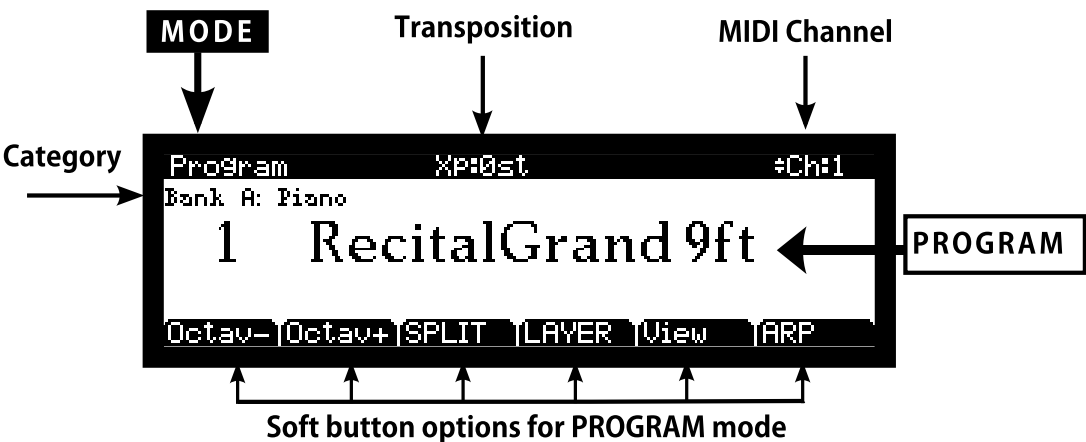 MODE
Transposition
MIDI Channel
Category
Program Xp:0st ÷Ch:1
Bank A: Piano
1 RecitalGrand 9ft
PROGRAM
Octav- Octav+ SPLIT LAYER View ARP
Soft button options for PROGRAM mode